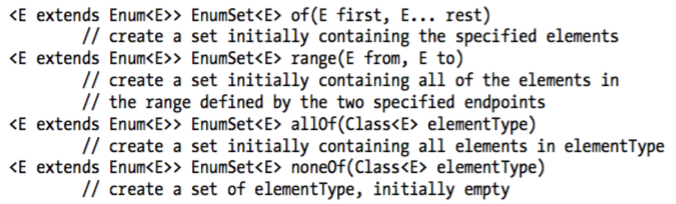 <E extends Enum<E>> EnumSet<E> of(E first, E... rest)
// create a set initially containing the specified elements
<E extends Enum<E>> EnumSet<E> range(E from, E to)
// create a set initially containing all of the elements in
// the range defined by the two specified endpoints
<E extends Enum<E>> EnumSet<E> allOf(Class<E> elementType)
// create a set initially containing all elements in elementType
<E extends Enum<E>> EnumSet<E> noneOf(Class<E> elementType)
// create a set of elementType, initially empty